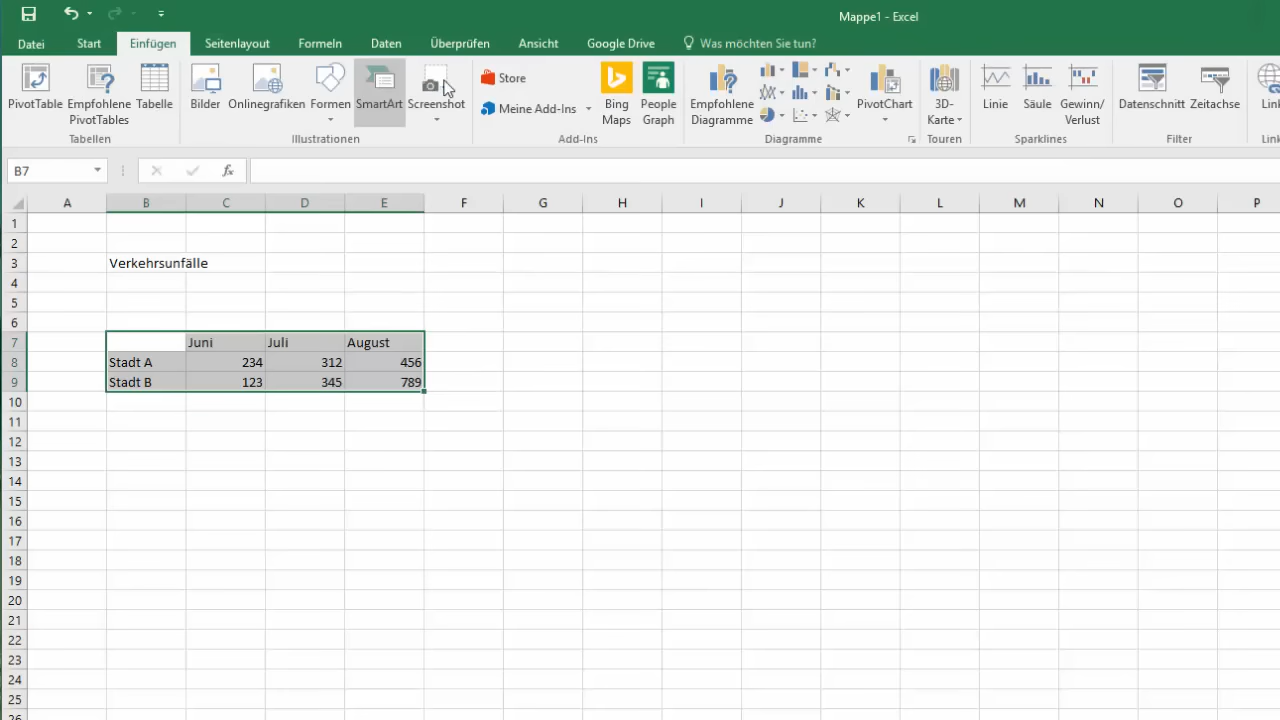 Mappe1 - Excel
Datei Start Einfügen Seitenlayout Formeln Daten Überprüfen Ansicht Google Drive Was möchten Sie tun?
PivotTable Empfohlene PivotTables Tabelle Bilder Onlinegrafiken Formen SmartArt Screenshot Store Meine Add-Ins Bing Maps People Graph Empfohlene Diagramme PivotChart 3D-Karte Linie Säule Gewinn/Verlust Datenschnitt Zeitachse
Tabellen Illustrationen Add-Ins Diagramme Touren Sparklines Filter
B7 fx
A B C D E F G H I J K L M N O P
1
2
3 Verkehrsunfälle
4
5
6
7 Juni Juli August
8 Stadt A 234 312 456
9 Stadt B 123 345 789
10
11
12
13
14
15
16
17
18
19
20
21
22
23
24
25